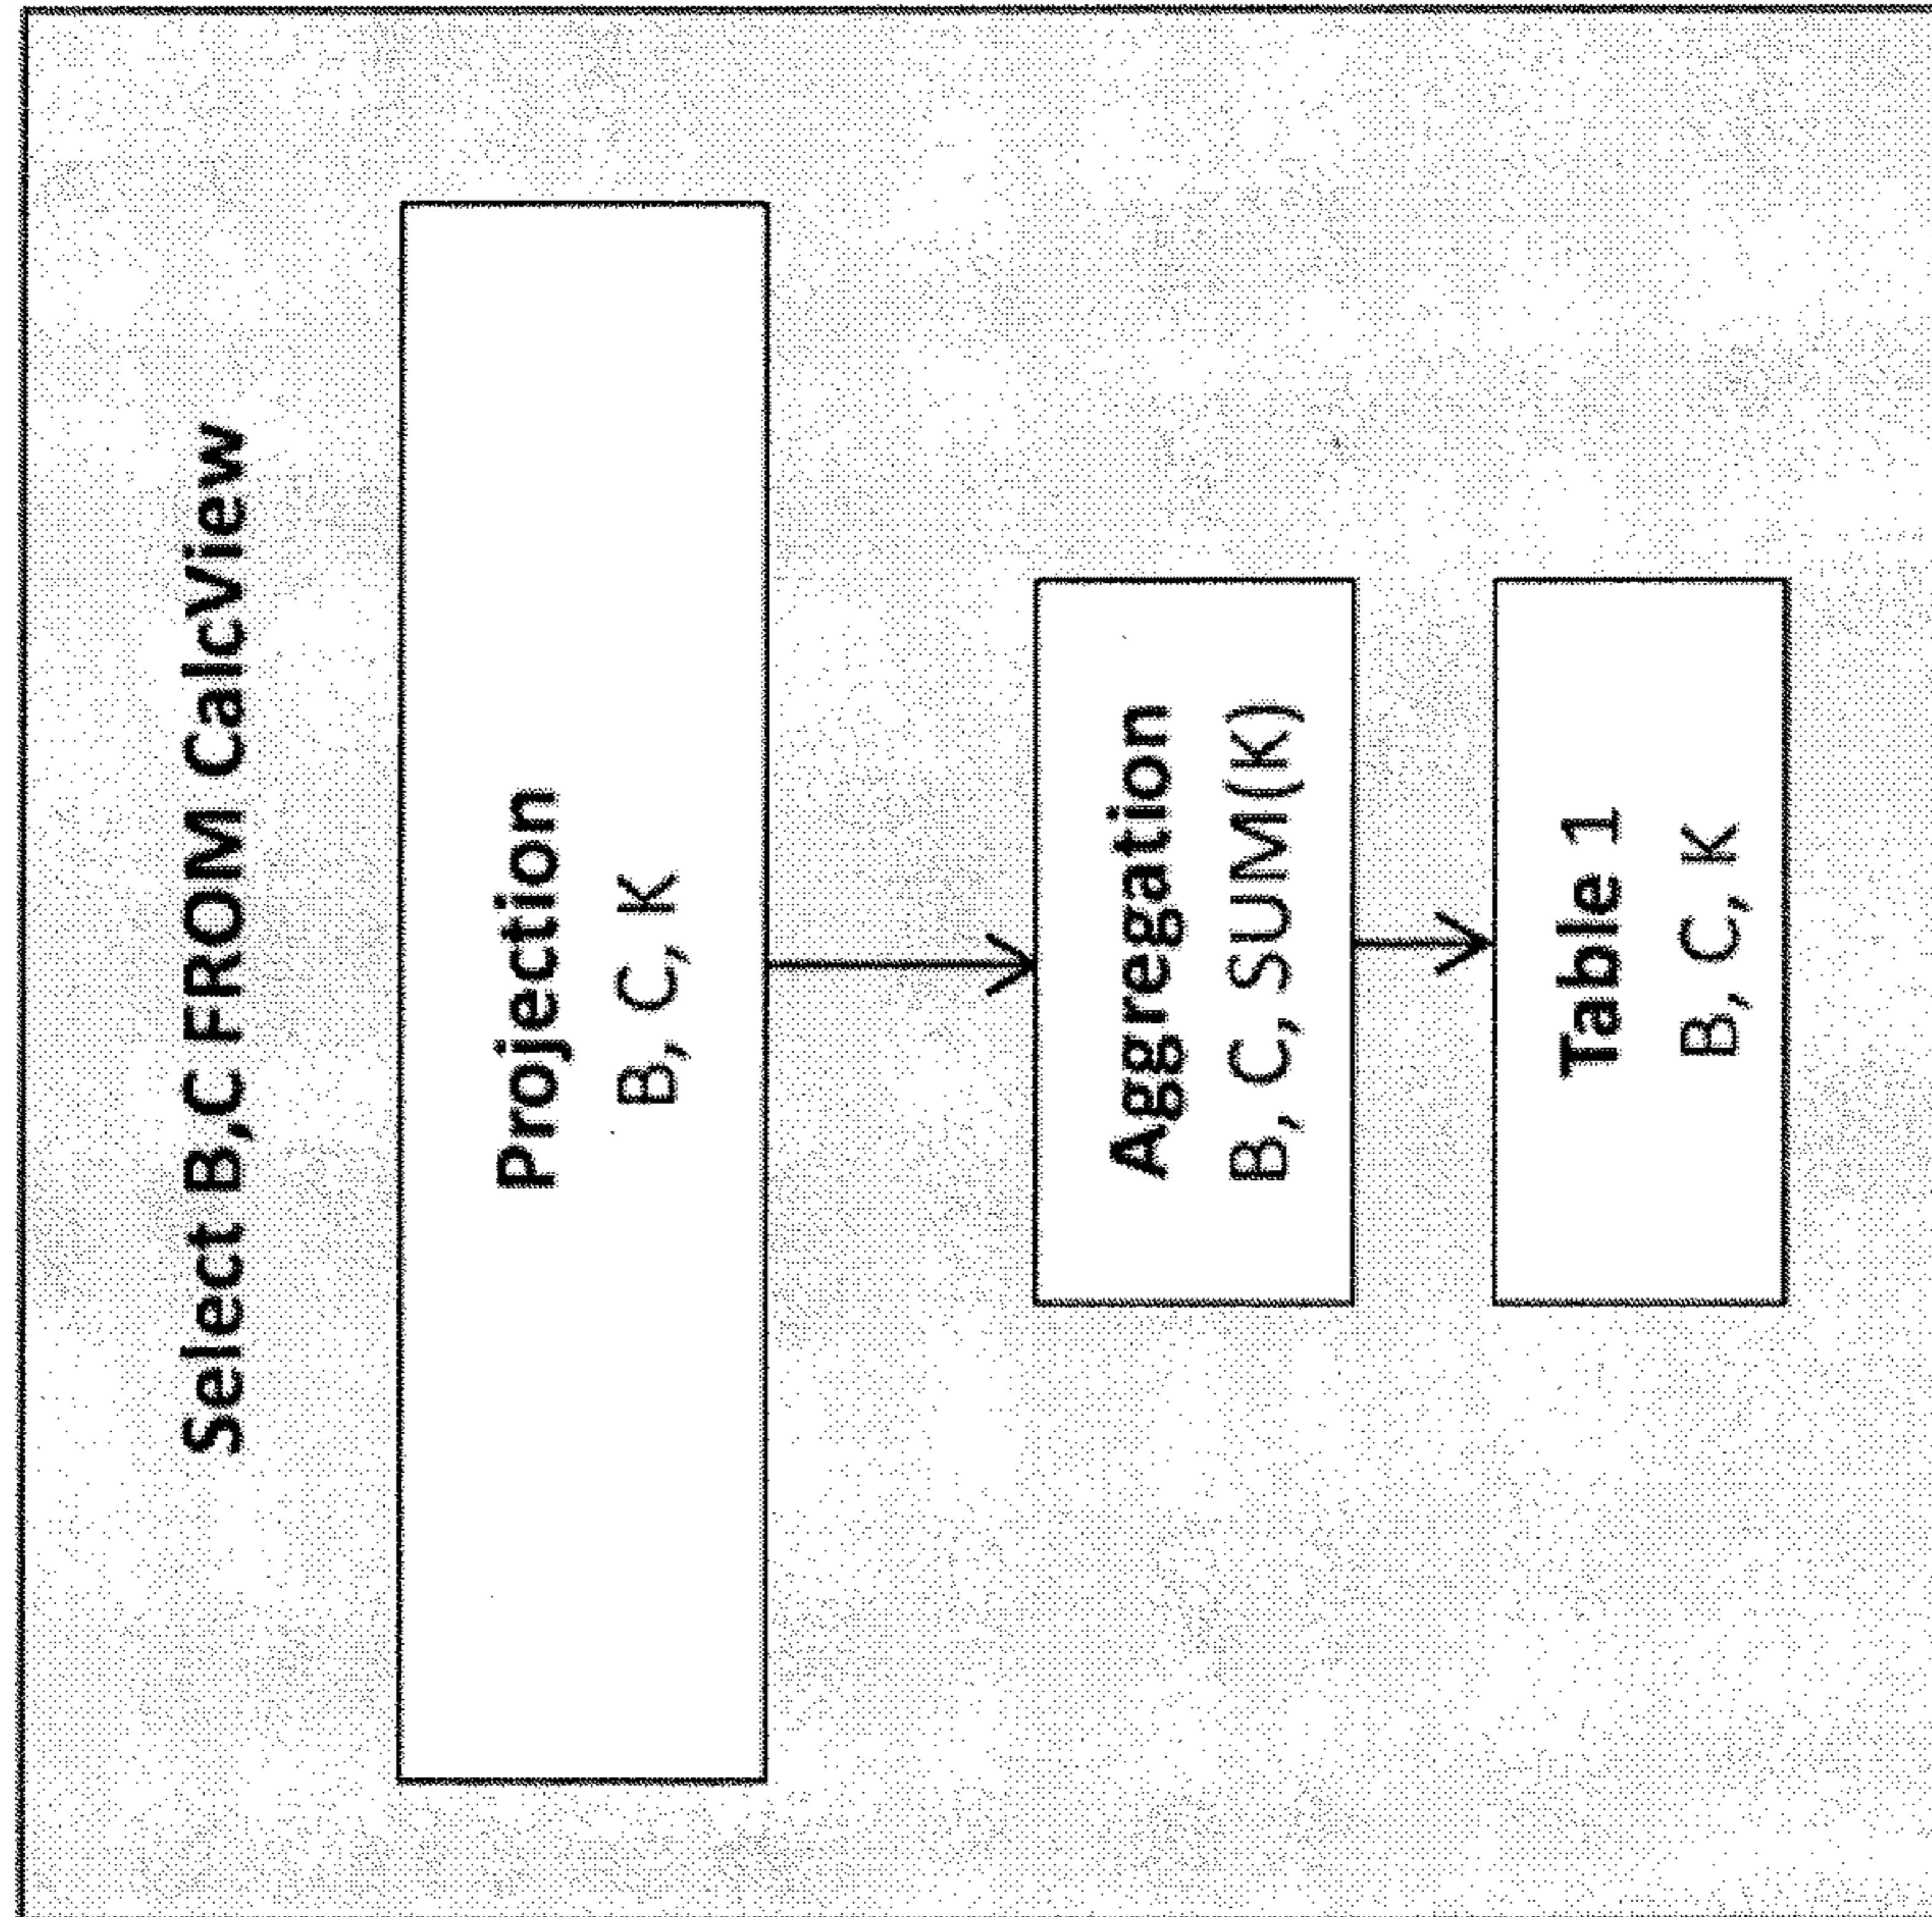 Select B,C FROM CalcView
Projection
B, C, K
Aggregation
B, C, SUM(K)
Table 1
B, C, K